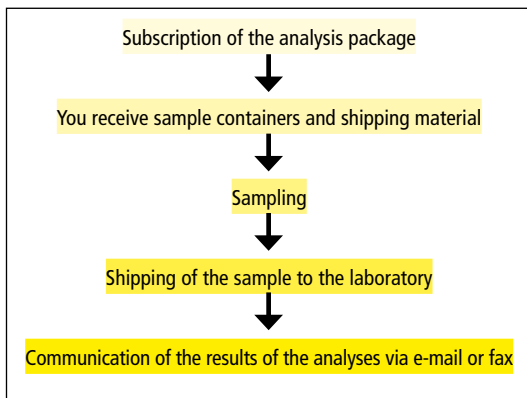 Subscription of the analysis package
You receive sample containers and shipping material
Sampling
Shipping of the sample to the laboratory
Communication of the results of the analyses via e-mail or fax